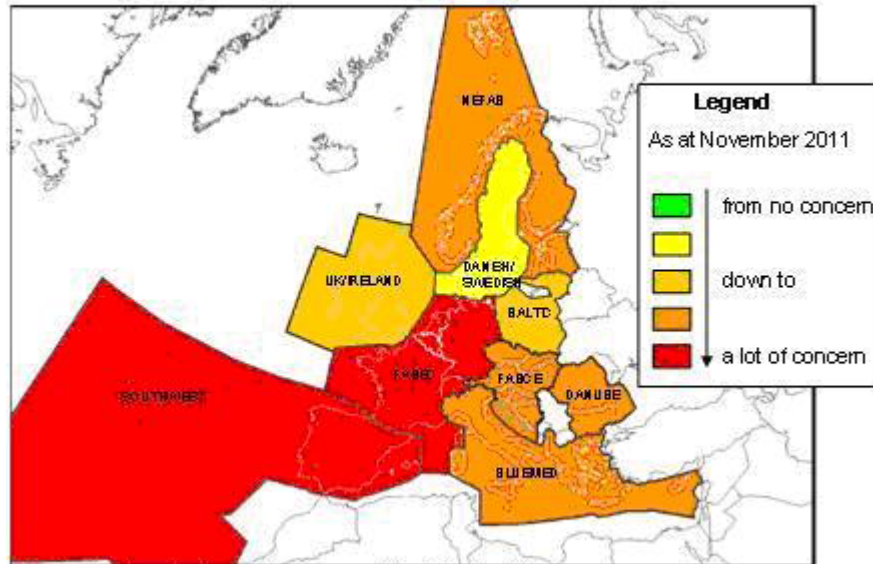 Legend
As at November 2011
from no concern
down to
a lot of concern
NEFAB
DANISH/
SWEDISH
UK/IRELAND
BALTIC
FABEC
FABCE
DANUBE
SOUTHWEST
BLUEMED